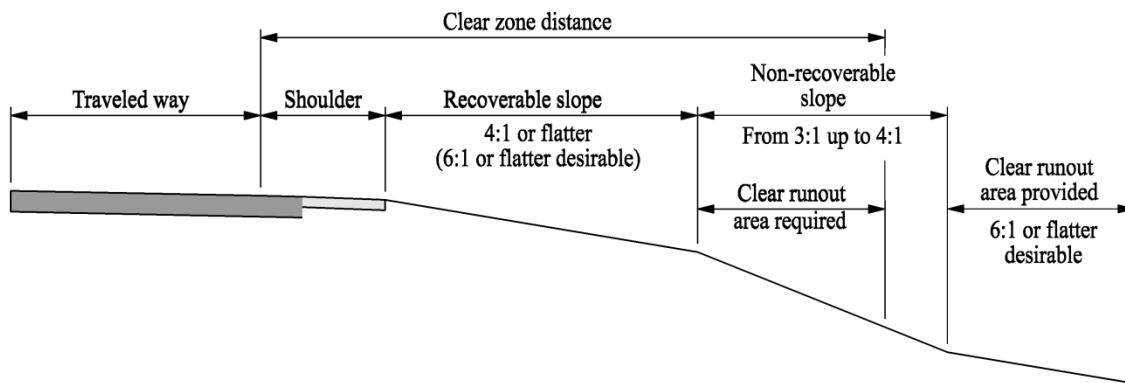 Clear zone distance
Non-recoverable
slope
Traveled way
Shoulder
Recoverable slope
4:1 or flatter
(6:1 or flatter desirable)
From 3:1 up to 4:1
Clear runout
area required
Clear runout
area provided
6:1 or flatter
desirable